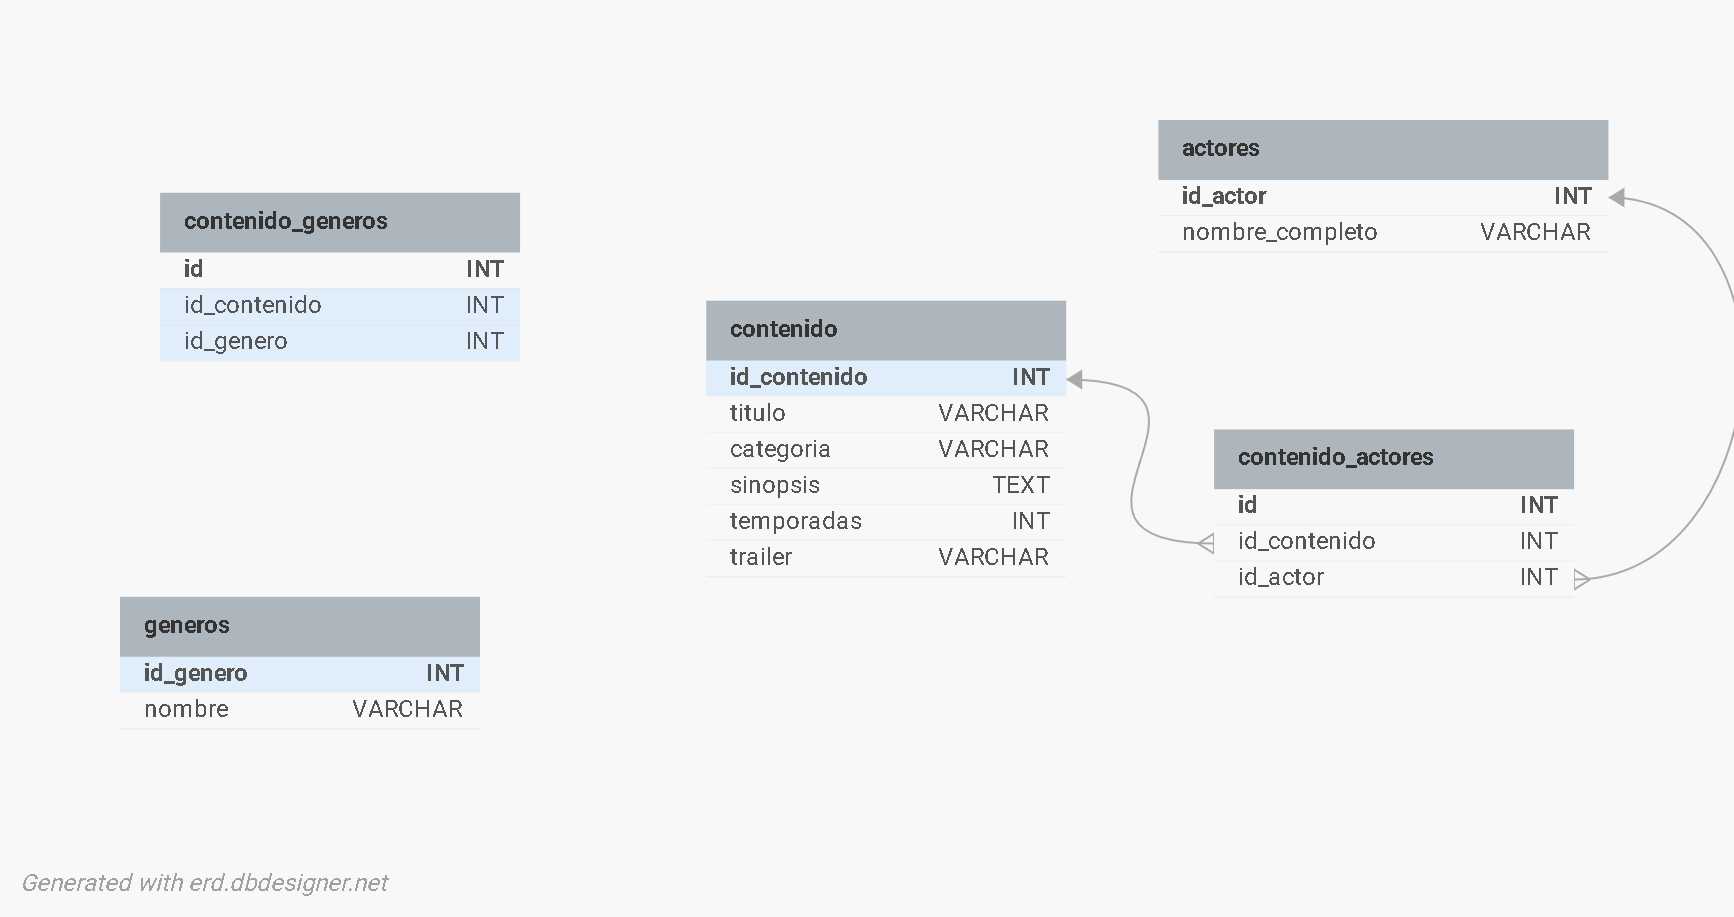 contenido_generos
id INT
id_contenido INT
id_genero INT
generos
id_genero INT
nombre VARCHAR
contenido
id_contenido INT
titulo VARCHAR
categoria VARCHAR
sinopsis TEXT
temporadas INT
trailer VARCHAR
actores
id_actor INT
nombre_completo VARCHAR
contenido_actores
id INT
id_contenido INT
id_actor INT
Generated with erd.dbdesigner.net